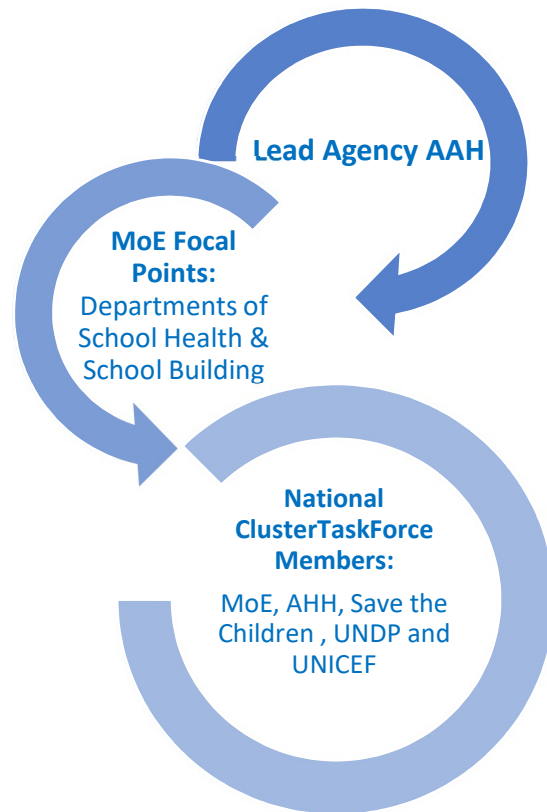 Lead Agency AAH
MoE Focal
Points:
Departments of
School Health &
School Building
National
ClusterTaskForce
Members:
MoE, AHH, Save the
Children , UNDP and
UNICEF